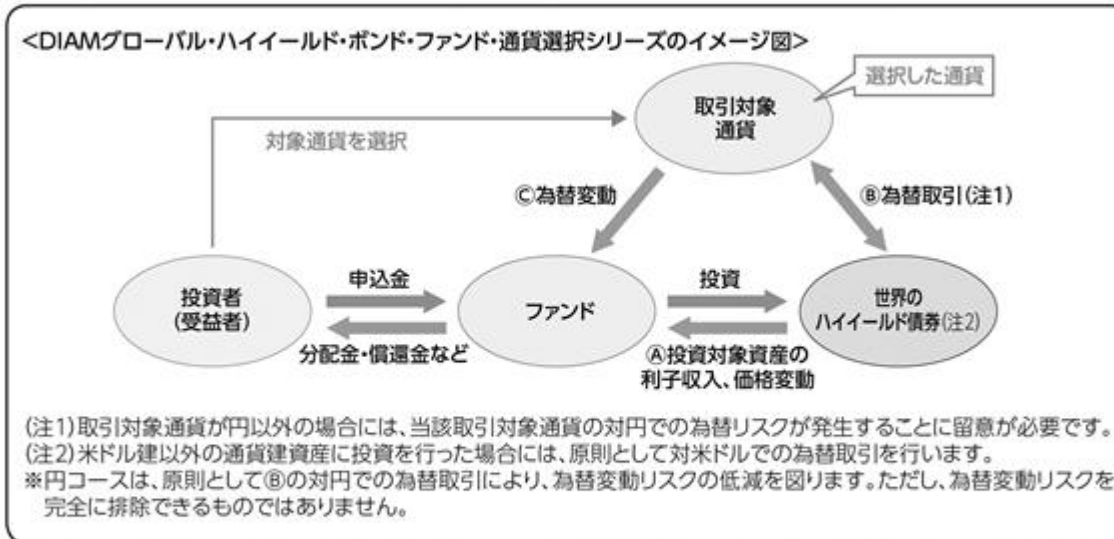 <DIAMグローバル・ハイイールド・ボンド・ファンド・通貨選択シリーズのイメージ図>
選択した通貨
取引対象
通貨
対象通貨を選択
Ⓒ為替変動
Ⓑ為替取引(注1)
投資者
(受益者)
申込金
分配金・償還金など
ファンド
投資
Ⓐ投資対象資産の
利子収入、価格変動
世界の
ハイイールド債券(注2)
(注1)取引対象通貨が円以外の場合には、当該取引対象通貨の対円での為替リスクが発生することに留意が必要です。
(注2)米ドル建以外の通貨建資産に投資を行った場合には、原則として対米ドルでの為替取引を行います。
※円コースは、原則としてⒷの対円での為替取引により、為替変動リスクの低減を図ります。ただし、為替変動リスクを
完全に排除できるものではありません。